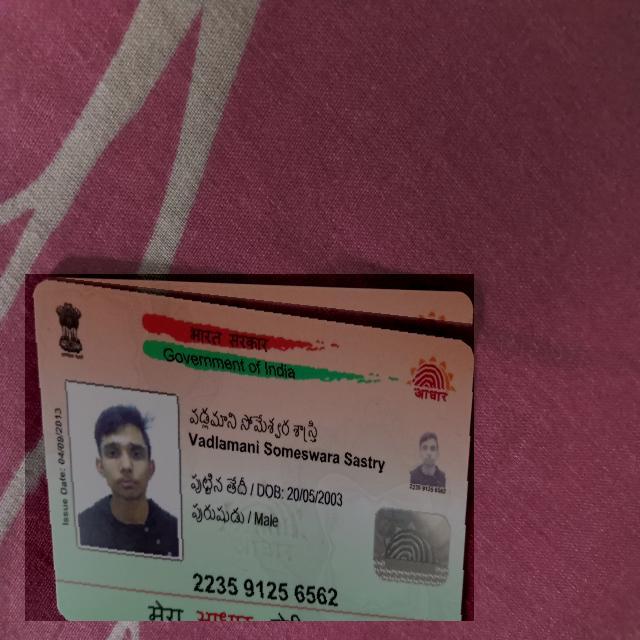 भारत सरकार
Government of India
आधार
Issue Date: 04/09/2013
వడ్లమాని సోమేశ్వర శాస్త్రి
Vadlamani Someswara Sastry
పుట్టిన తేదీ / DOB: 20/05/2003
పురుషుడు / Male
2235 9125 6562
2235 9125 6562
मेरा आधार